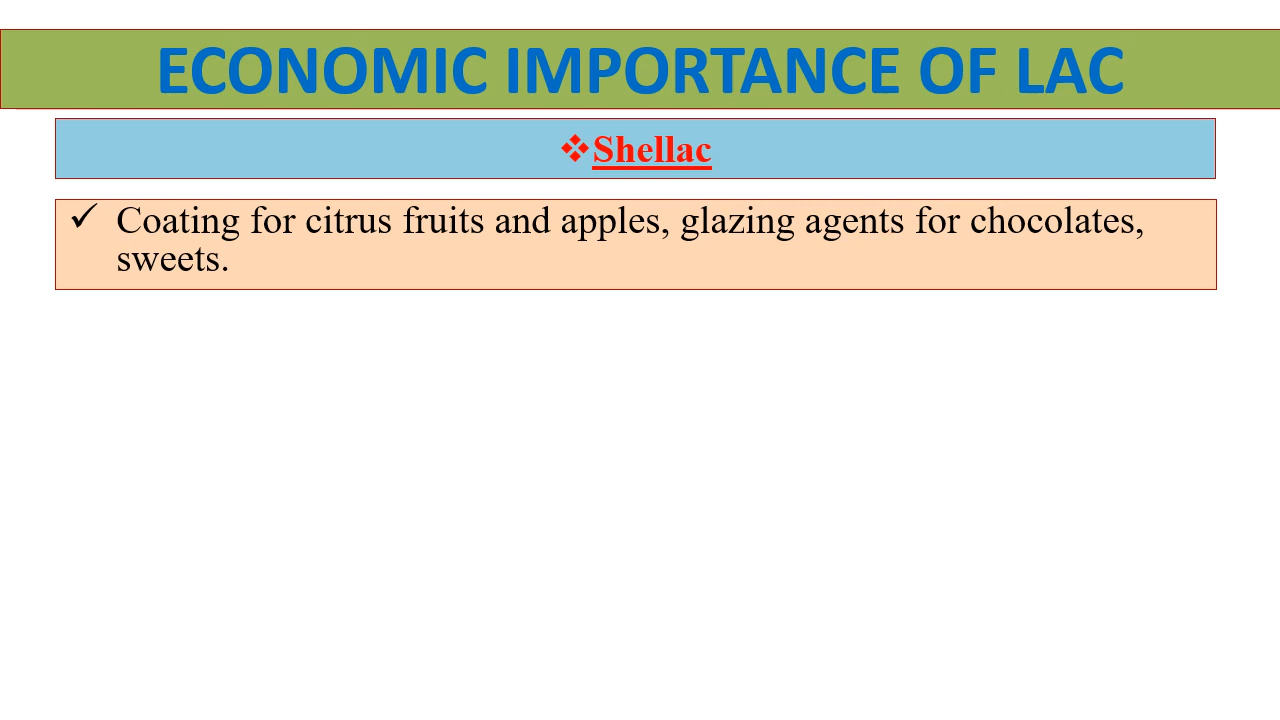 ECONOMIC IMPORTANCE OF LAC
❖Shellac
✓ Coating for citrus fruits and apples, glazing agents for chocolates,
sweets.